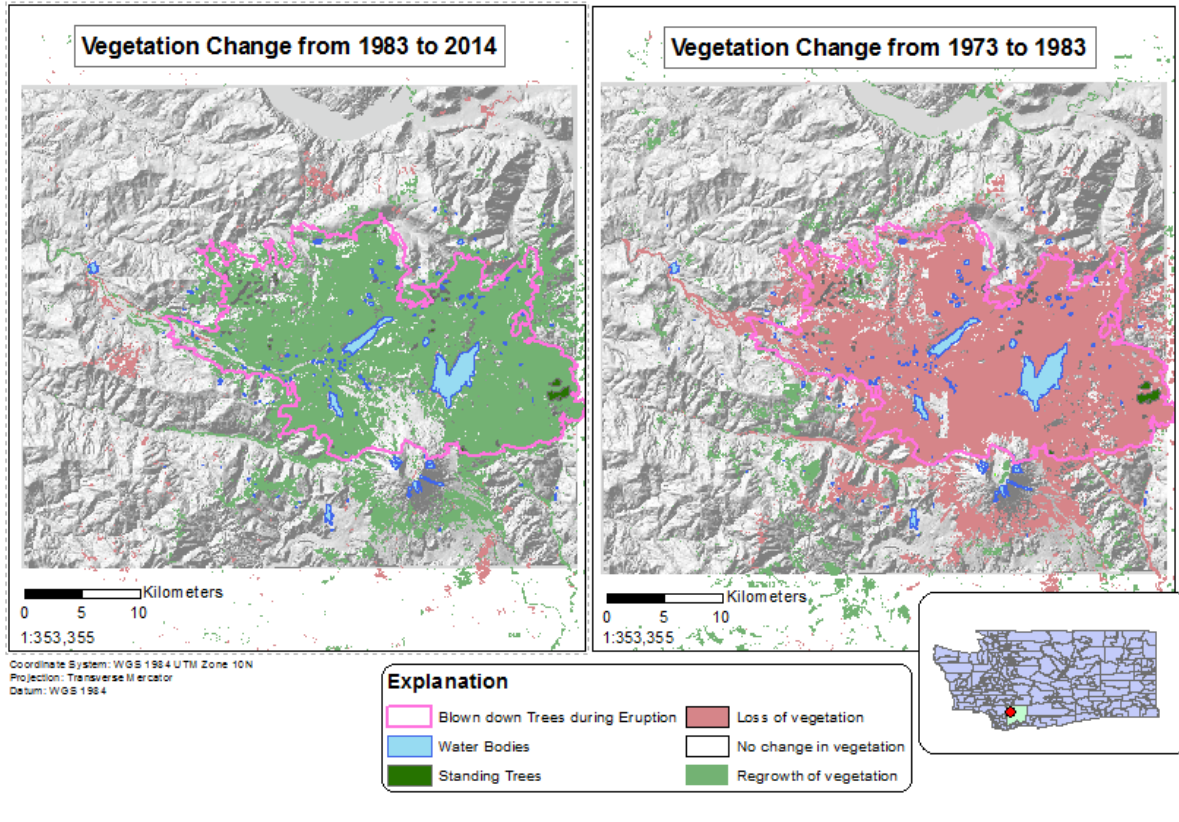 Vegetation Change from 1983 to 2014
Kilometers
0 5 10
1:353,355
Vegetation Change from 1973 to 1983
Kilometers
0 5 10
1:353,355
Coordinate System: WGS 1984 UTM Zone 10N
Projection: Transverse Mercator
Datum: WGS 1984
Explanation
Blown down Trees during Eruption
Loss of vegetation
Water Bodies
No change in vegetation
Standing Trees
Regrowth of vegetation